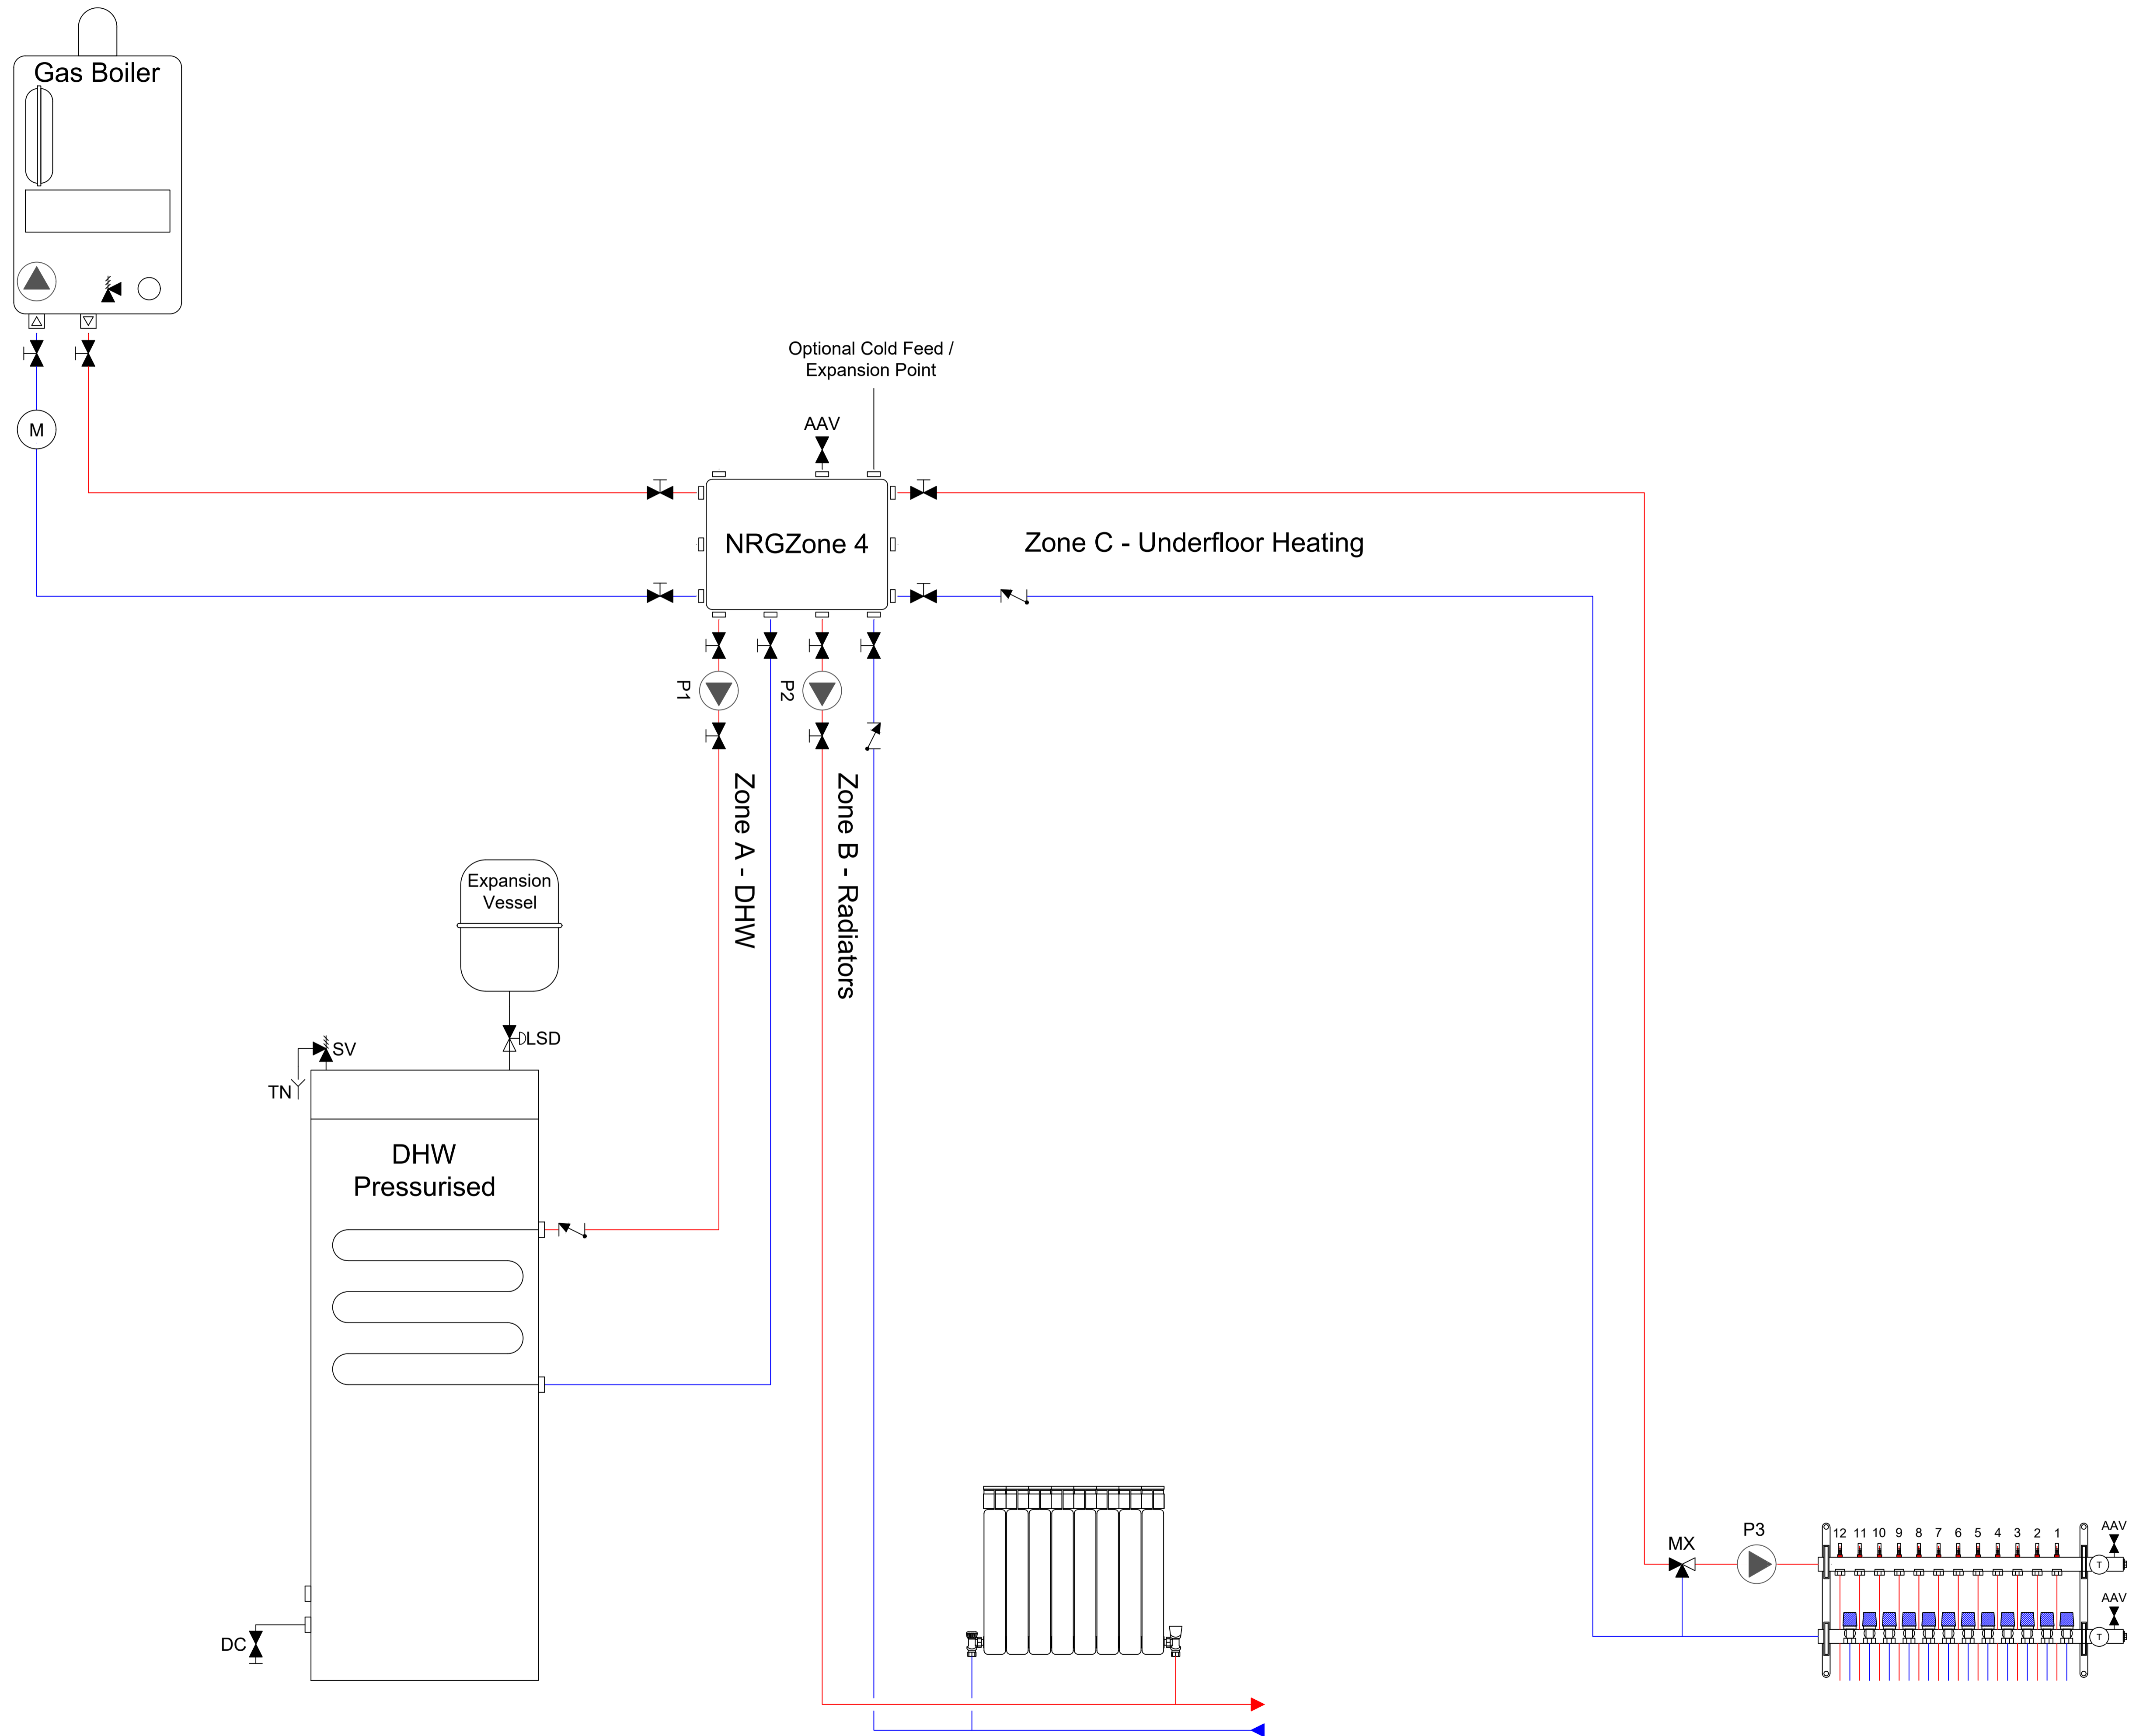 Gas Boiler
M
Optional Cold Feed /
Expansion Point
AAV
NRGZone 4
Zone C - Underfloor Heating
P1
P2
Zone A - DHW
Zone B - Radiators
Expansion
Vessel
LSD
SV
TN
DHW
Pressurised
DC
MX
P3
12 11 10 9 8 7 6 5 4 3 2 1
AAV
T
AAV
T